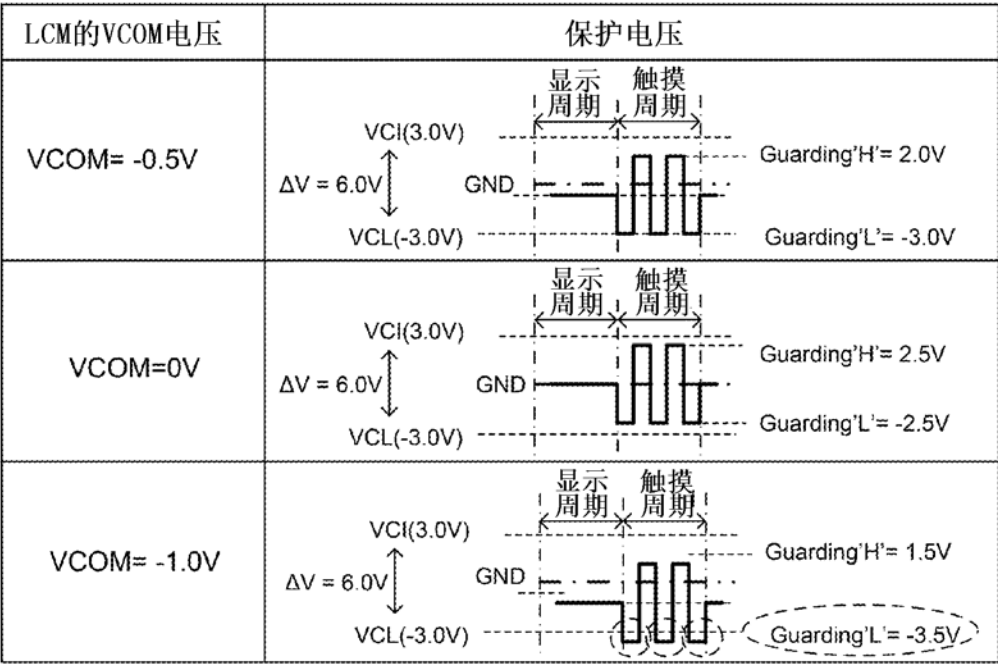 LCM的VCOM电压
保护电压
VCOM= -0.5V
显示
周期
触摸
周期
VCI(3.0V)
ΔV = 6.0V
VCL(-3.0V)
GND
Guarding'H'= 2.0V
Guarding'L'= -3.0V
VCOM=0V
显示
周期
触摸
周期
VCI(3.0V)
ΔV = 6.0V
VCL(-3.0V)
GND
Guarding'H'= 2.5V
Guarding'L'= -2.5V
VCOM= -1.0V
显示
周期
触摸
周期
VCI(3.0V)
ΔV = 6.0V
VCL(-3.0V)
GND
Guarding'H'= 1.5V
Guarding'L'= -3.5V